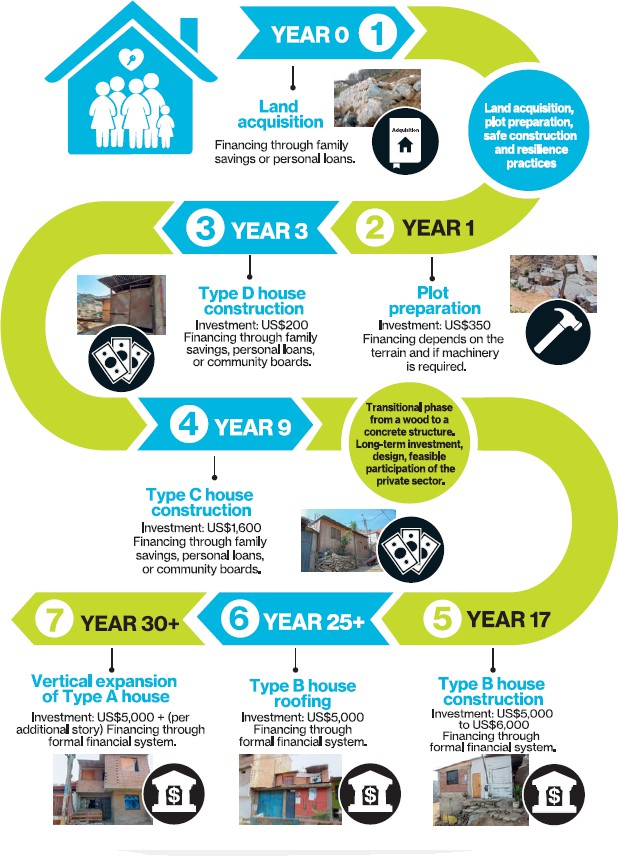 YEAR 0 1
Land
acquisition
Financing through family
savings or personal loans.
Adquisition
Land acquisition,
plot preparation,
safe construction
and resilience
practices
2 YEAR 1
Plot
preparation
Investment: US$350
Financing depends on the
terrain and if machinery
is required.
3 YEAR 3
Type D house
construction
Investment: US$200
Financing through family
savings, personal loans,
or community boards.
4 YEAR 9
Type C house
construction
Investment: US$1,600
Financing through family
savings, personal loans,
or community boards.
Transitional phase
from a wood to a
concrete structure.
Long-term investment,
design, feasible
participation of the
private sector.
5 YEAR 17
Type B house
construction
Investment: US$5,000
to US$6,000
Financing through
formal financial system.
$
6 YEAR 25+
Type B house
roofing
Investment: US$5,000
Financing through
formal financial system.
$
7 YEAR 30+
Vertical expansion
of Type A house
Investment: US$5,000 + (per
additional story) Financing through
formal financial system.
$